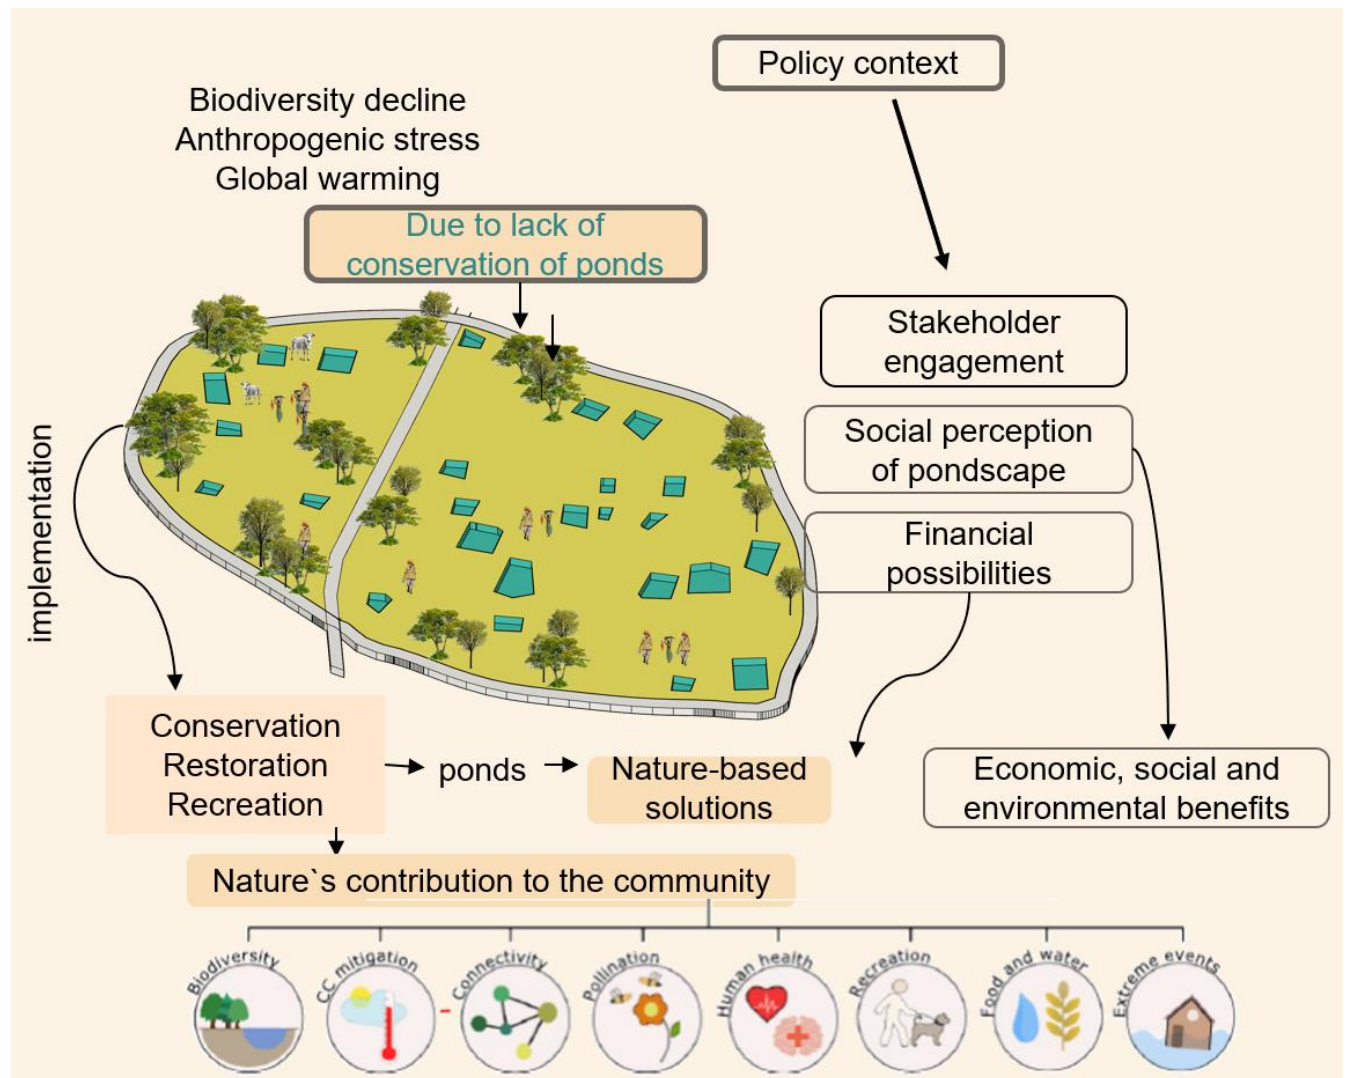 Policy context
Biodiversity decline
Anthropogenic stress
Global warming
Due to lack of
conservation of ponds
Stakeholder
engagement
Social perception
of pondscape
Financial
possibilities
implementation
Conservation
Restoration
Recreation
ponds
Nature-based
solutions
Economic, social and
environmental benefits
Nature`s contribution to the community
Biodiversity
CC mitigation
Connectivity
Pollination
Human health
Recreation
Food and water
Extreme events